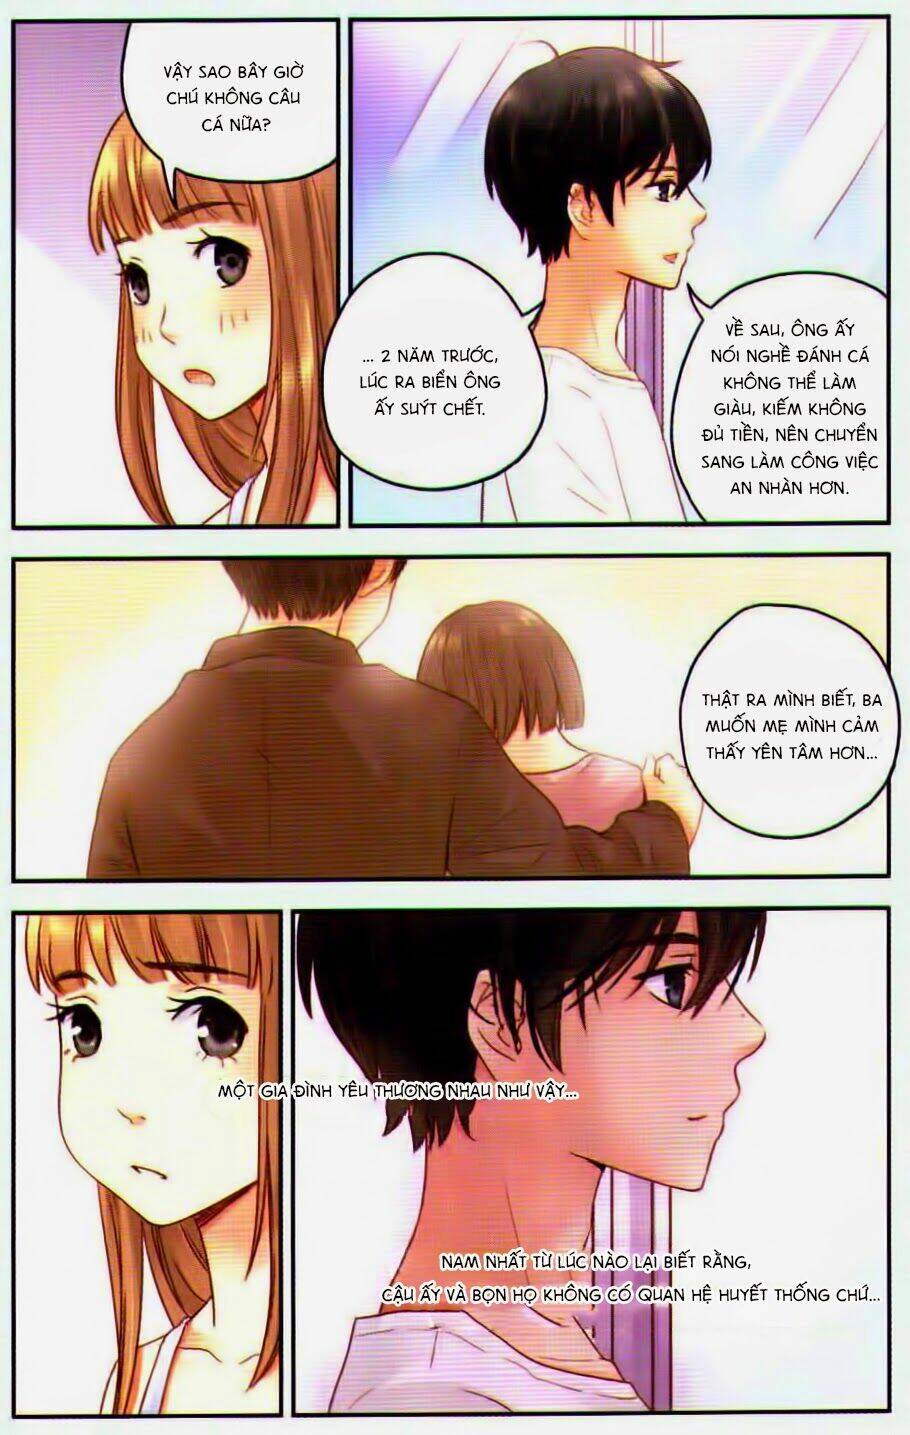 VẬY SAO BÂY GIỜ
CHÚ KHÔNG CÂU
CÁ NỮA?
... 2 NĂM TRƯỚC,
LÚC RA BIỂN ÔNG
ẤY SUÝT CHẾT.
VỀ SAU, ÔNG ẤY
NÓI NGHỀ ĐÁNH CÁ
KHÔNG THỂ LÀM
GIÀU, KIẾM KHÔNG
ĐỦ TIỀN, NÊN CHUYỂN
SANG LÀM CÔNG VIỆC
AN NHÀN HƠN.
THẬT RA MÌNH BIẾT, BA
MUỐN MẸ MÌNH CẢM
THẤY YÊN TÂM HƠN...
MỘT GIA ĐÌNH YÊU THƯƠNG NHAU NHƯ VẬY...
NAM NHẤT TỪ LÚC NÀO LẠI BIẾT RẰNG,
CẬU ẤY VÀ BỌN HỌ KHÔNG CÓ QUAN HỆ HUYẾT THỐNG CHỨ...